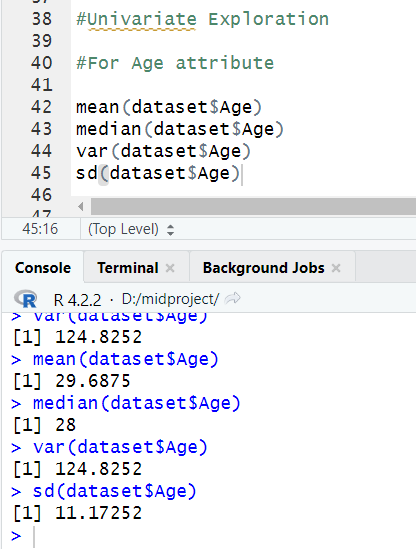 38 #Univariate Exploration
39
40 #For Age attribute
41
42 mean(dataset$Age)
43 median(dataset$Age)
44 var(dataset$Age)
45 sd(dataset$Age)
46
47
45:16 (Top Level)
Console Terminal Background Jobs
R R 4.2.2 · D:/midproject/
> var(dataset$Age)
[1] 124.8252
> mean(dataset$Age)
[1] 29.6875
> median(dataset$Age)
[1] 28
> var(dataset$Age)
[1] 124.8252
> sd(dataset$Age)
[1] 11.17252
>